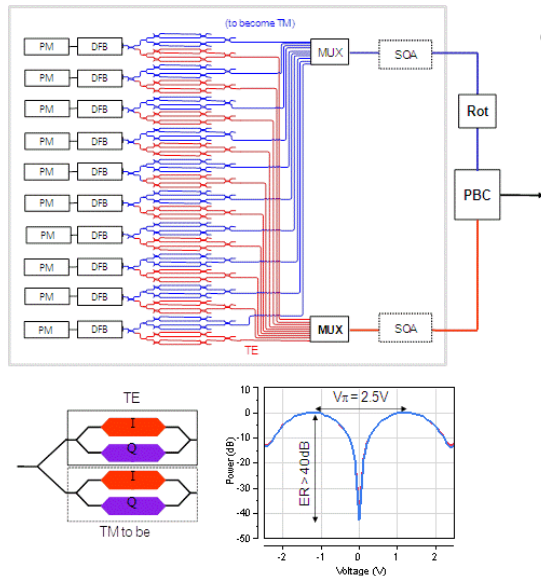 (to become TM)
PM DFB MUX SOA
PM DFB
PM DFB Rot
PM DFB
PM DFB
PM DFB PBC
PM DFB
PM DFB
PM DFB
PM DFB MUX SOA
TE
TE
I
Q
I
Q
TM to be
Vπ = 2.5V
ER > 40dB
Power (dB)
10
0
-10
-20
-30
-40
-50
-2 -1 0 1 2
Voltage (V)